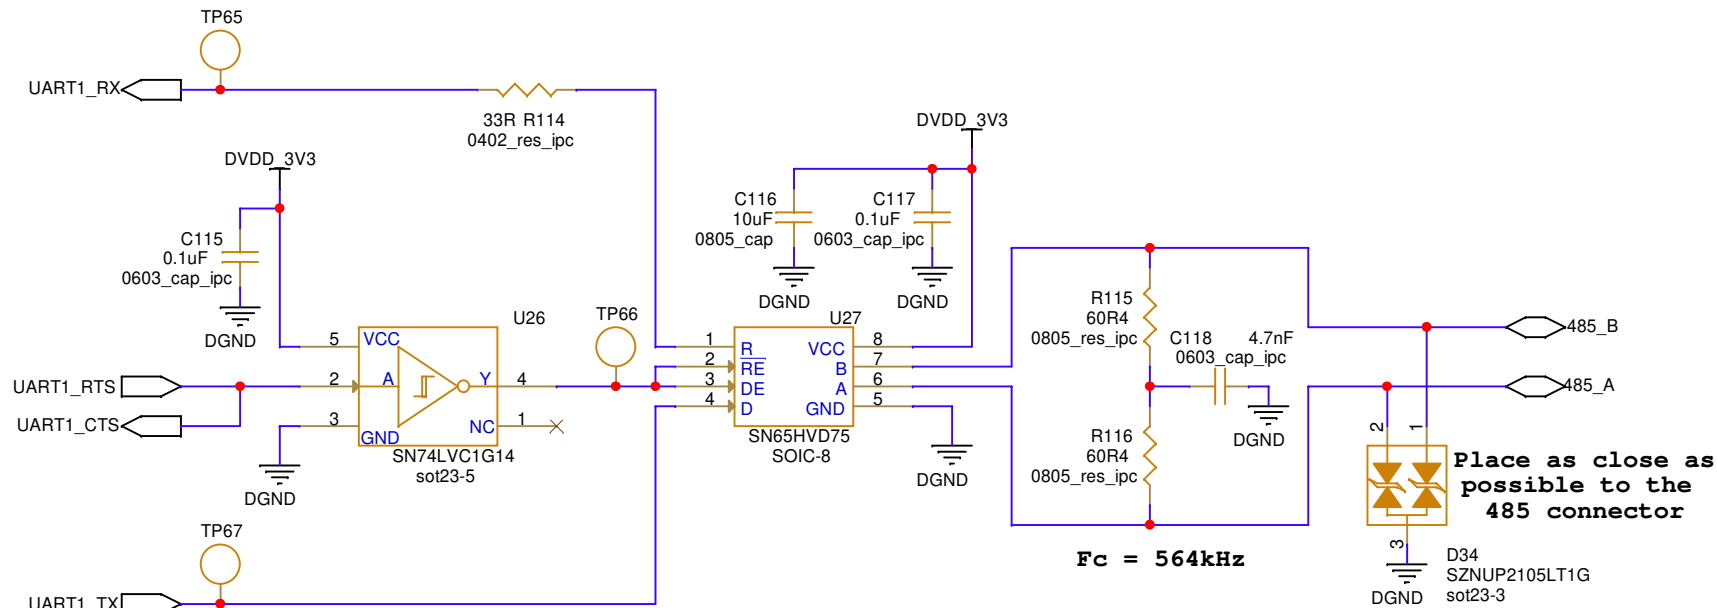 TP65
UART1_RX
33R R114
0402_res_ipc
DVDD_3V3
C115
0.1uF
0603_cap_ipc
DGND
DVDD_3V3
C116
10uF
0805_cap
DGND
C117
0.1uF
0603_cap_ipc
DGND
UART1_RTS
UART1_CTS
U26
5
VCC
2
A
Y
4
3
GND
NC
1
SN74LVC1G14
sot23-5
DGND
TP66
U27
1
R
VCC
8
2
RE
B
7
3
DE
A
6
4
D
GND
5
SN65HVD75
SOIC-8
DGND
R115
60R4
0805_res_ipc
C118
4.7nF
0603_cap_ipc
DGND
R116
60R4
0805_res_ipc
Fc = 564kHz
485_B
485_A
2
1
3
Place as close as
possible to the
485 connector
D34
SZNUP2105LT1G
sot23-3
DGND
TP67
UART1_TX